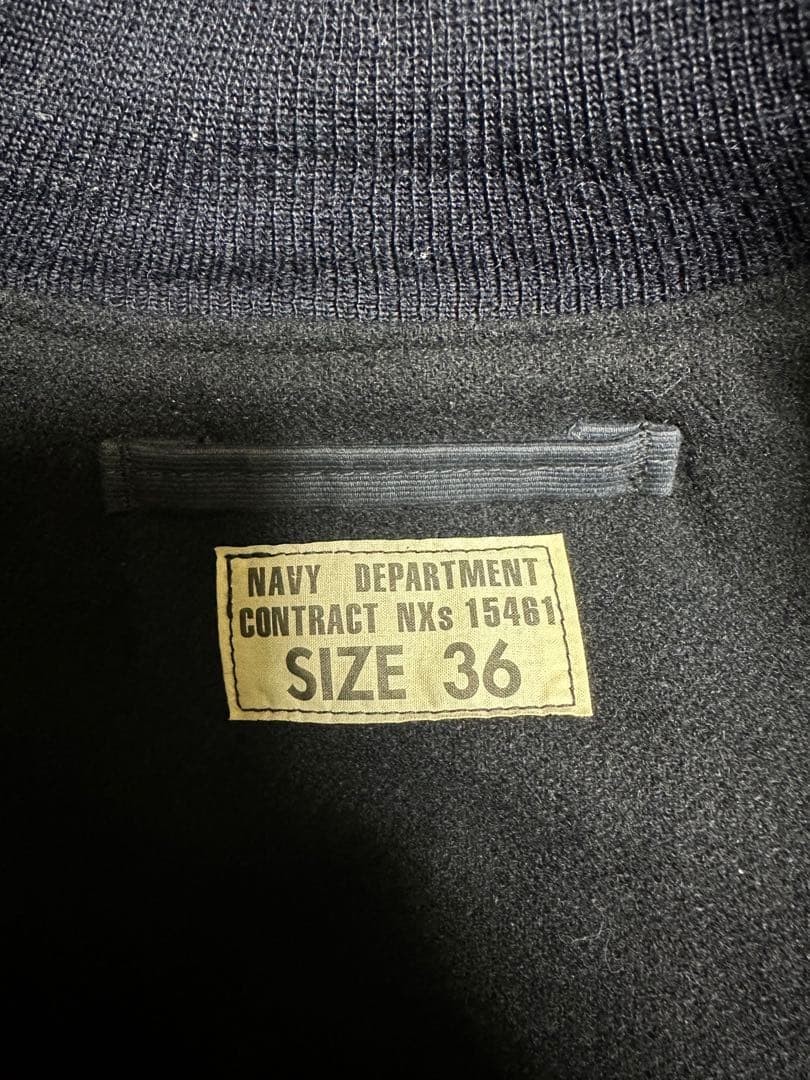 NAVY DEPARTMENT
CONTRACT NXs 15461
SIZE 36